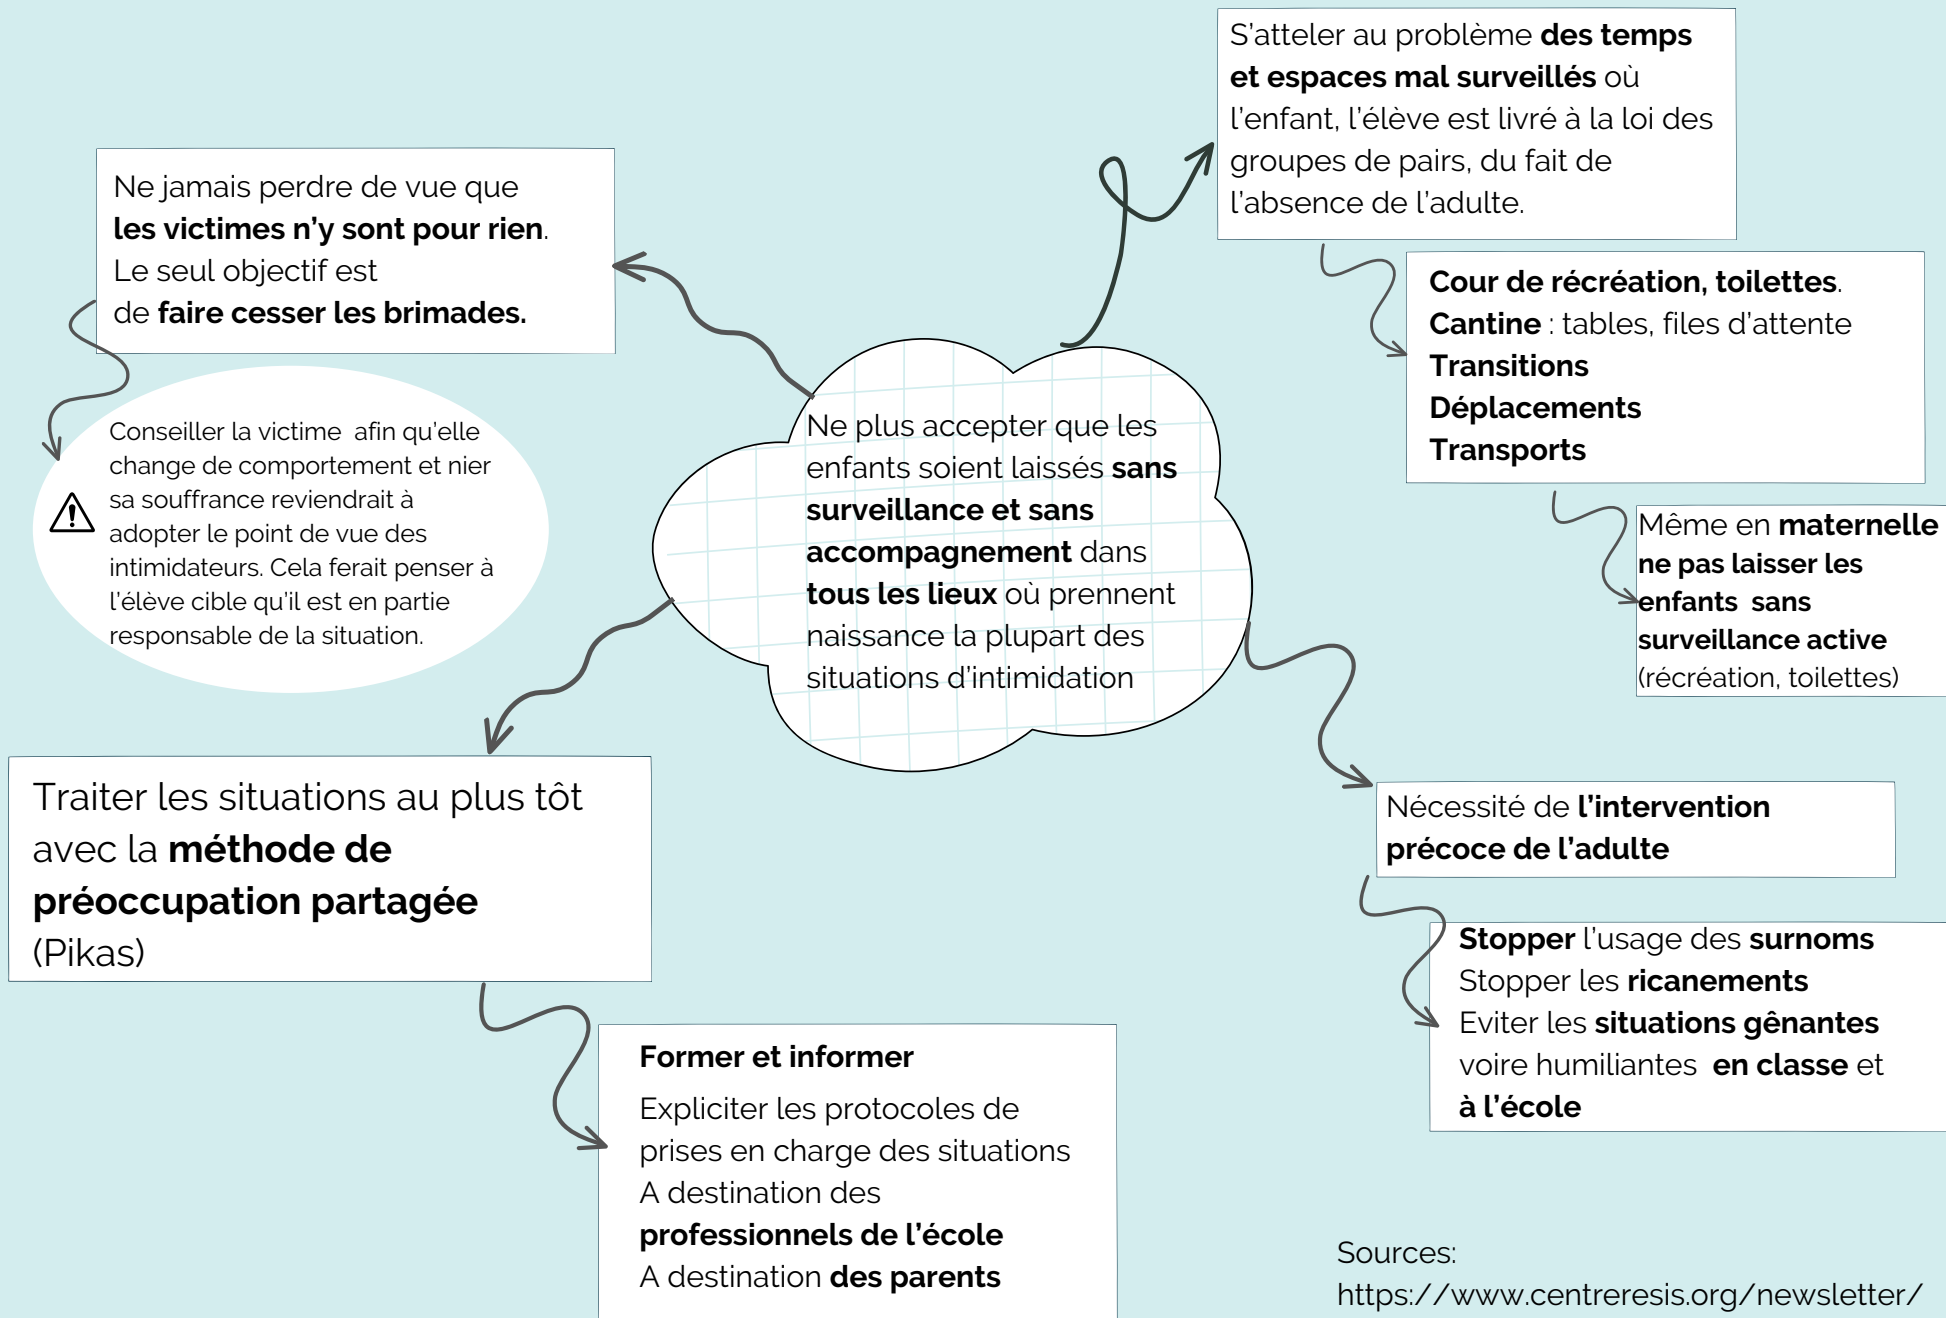 S'atteler au problème des temps
et espaces mal surveillés où
l'enfant, l'élève est livré à la loi des
groupes de pairs, du fait de
l'absence de l'adulte.
Ne jamais perdre de vue que
les victimes n'y sont pour rien.
Le seul objectif est
de faire cesser les brimades.
Cour de récréation, toilettes.
Cantine : tables, files d'attente
Transitions
Déplacements
Transports
Conseiller la victime  afin qu'elle
change de comportement et nier
sa souffrance reviendrait à
adopter le point de vue des
intimidateurs. Cela ferait penser à
l'élève cible qu'il est en partie
responsable de la situation.
Ne plus accepter que les
enfants soient laissés sans
surveillance et sans
accompagnement dans
tous les lieux où prennent
naissance la plupart des
situations d'intimidation
Même en maternelle
ne pas laisser les
enfants  sans
surveillance active
(récréation, toilettes)
Traiter les situations au plus tôt
avec la méthode de
préoccupation partagée
(Pikas)
Nécessité de l'intervention
précoce de l'adulte
Stopper l'usage des surnoms
Stopper les ricanements
Eviter les situations gênantes
voire humiliantes  en classe et
à l'école
Former et informer
Expliciter les protocoles de
prises en charge des situations
A destination des
professionnels de l'école
A destination des parents
Sources:
https://www.centreresis.org/newsletter/